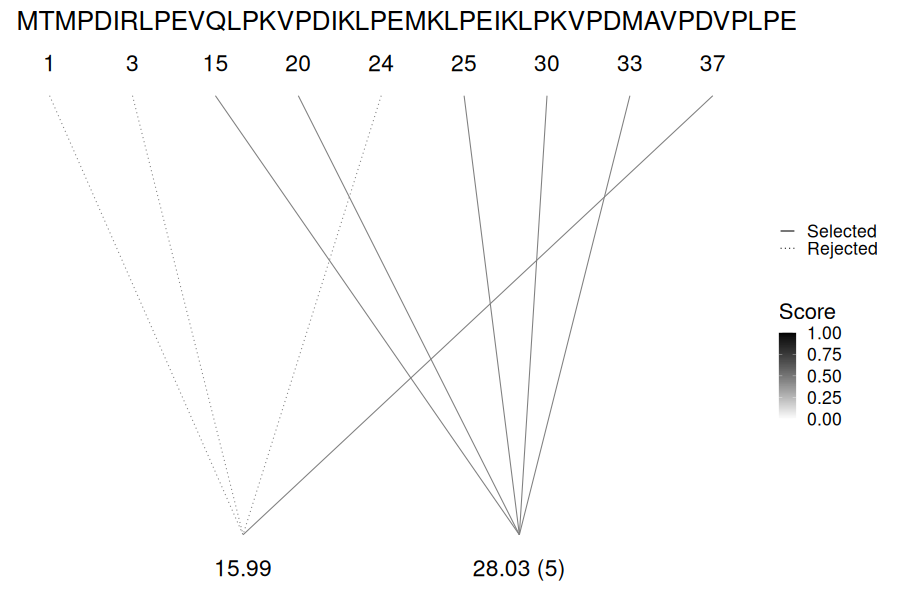 MTMPDIRLPEVQLPKVPDIKLPEMKLPEIKLPKVPDMAVPDVPLPE
1 3 15 20 24 25 30 33 37
Selected
Rejected
Score
1.00
0.75
0.50
0.25
0.00
15.99 28.03 (5)